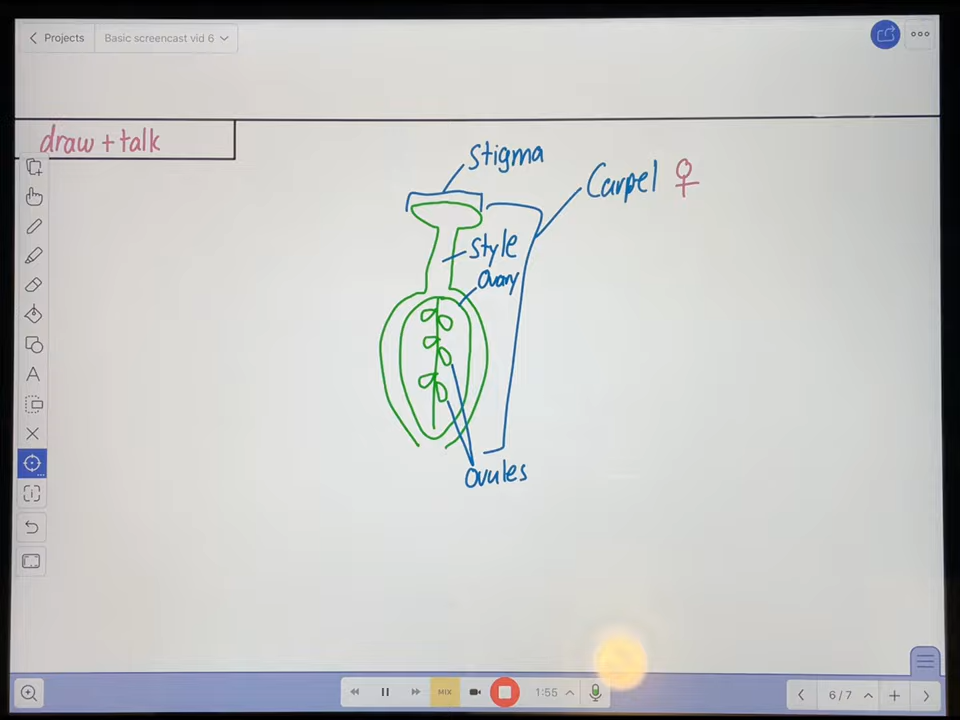 Projects
Basic screencast vid 6
draw + talk
Stigma
Carpel ♀
Style
Ovary
Ovules
MIX
1:55
6/7